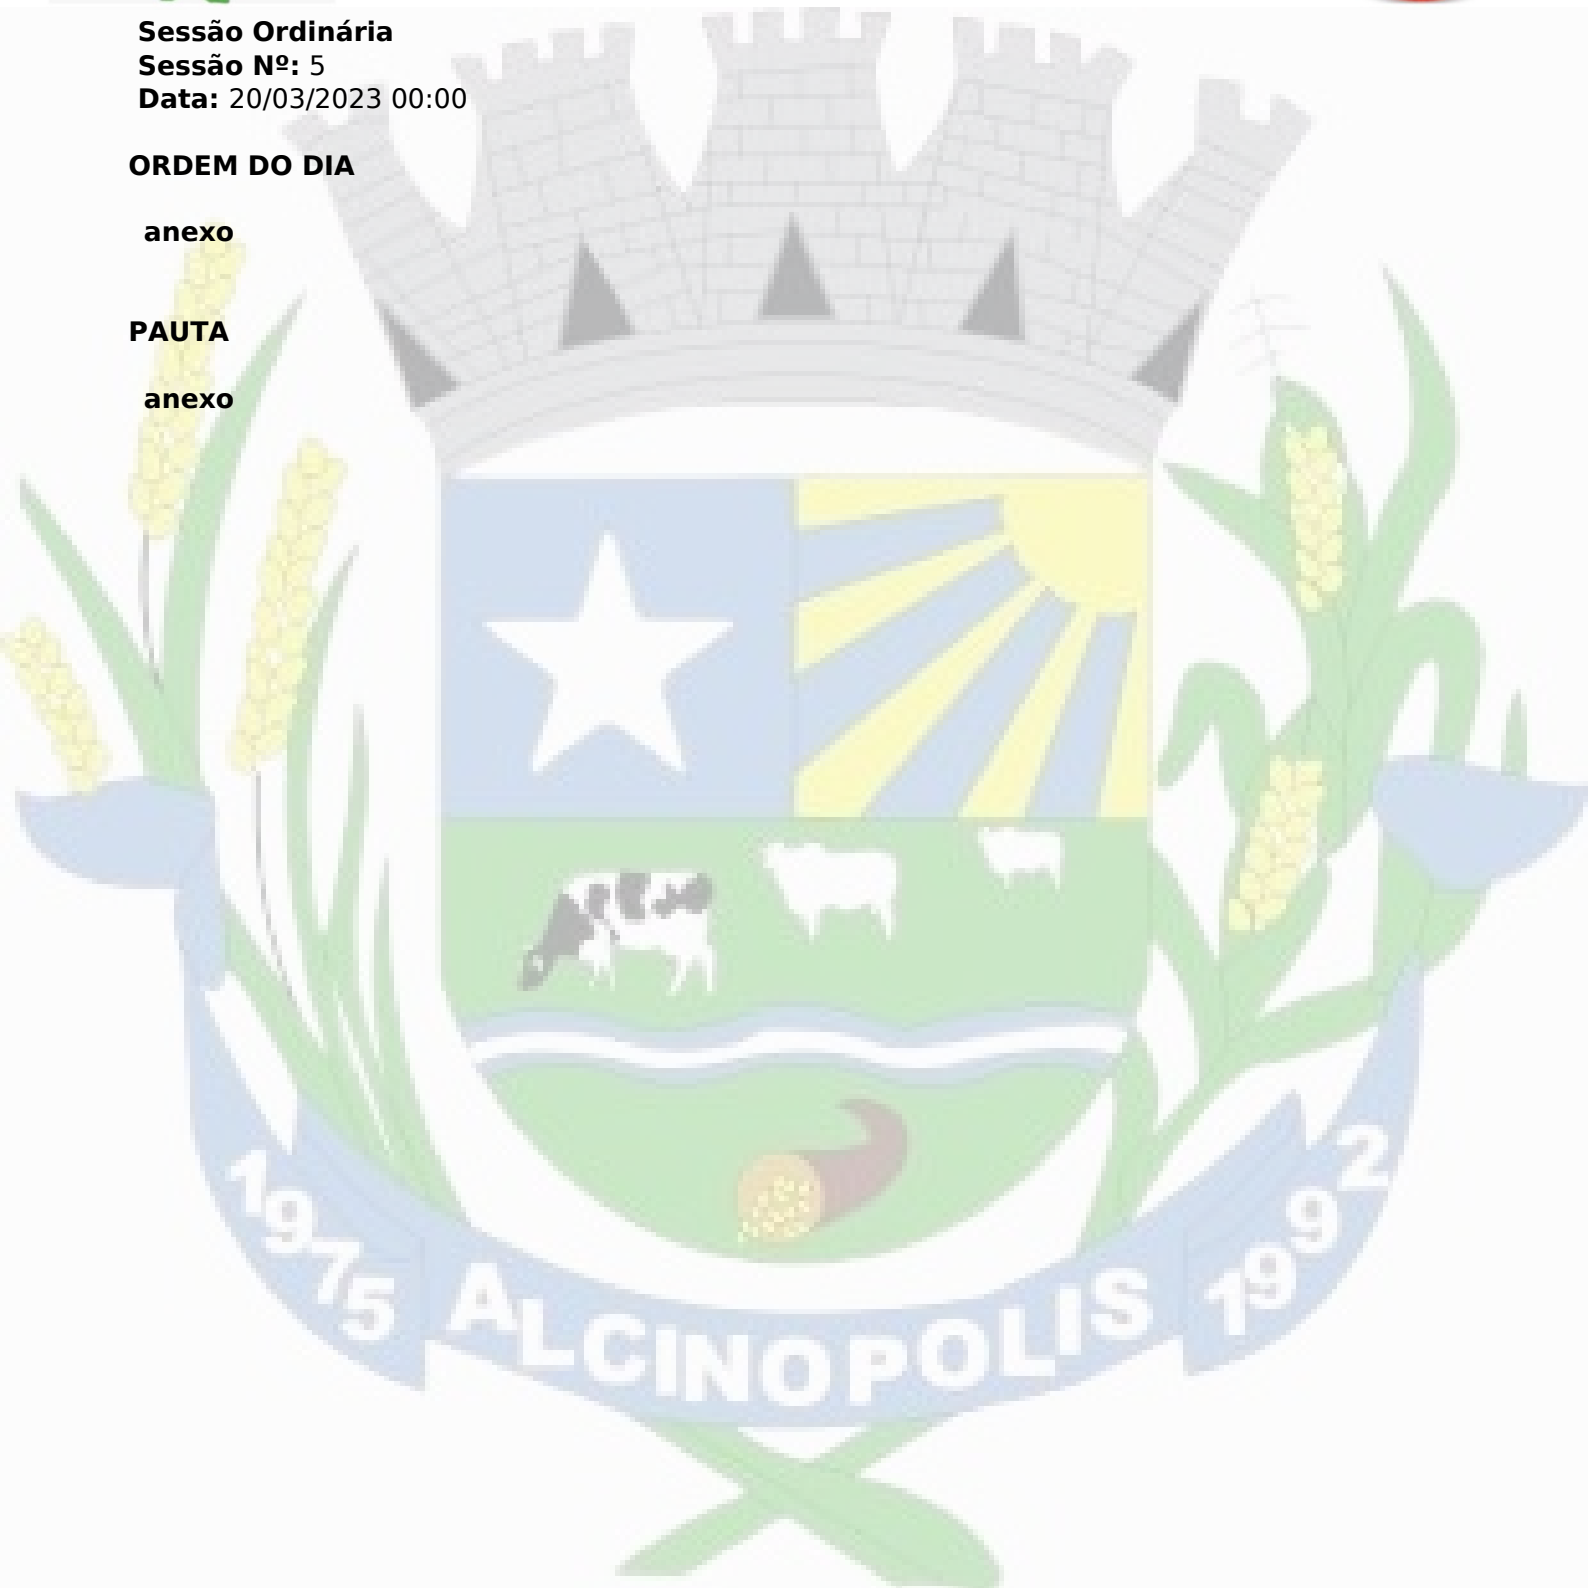 Sessão Ordinária
Sessão Nº: 5
Data: 20/03/2023 00:00
ORDEM DO DIA
anexo
PAUTA
anexo
1975 ALCINOPOLIS 1992